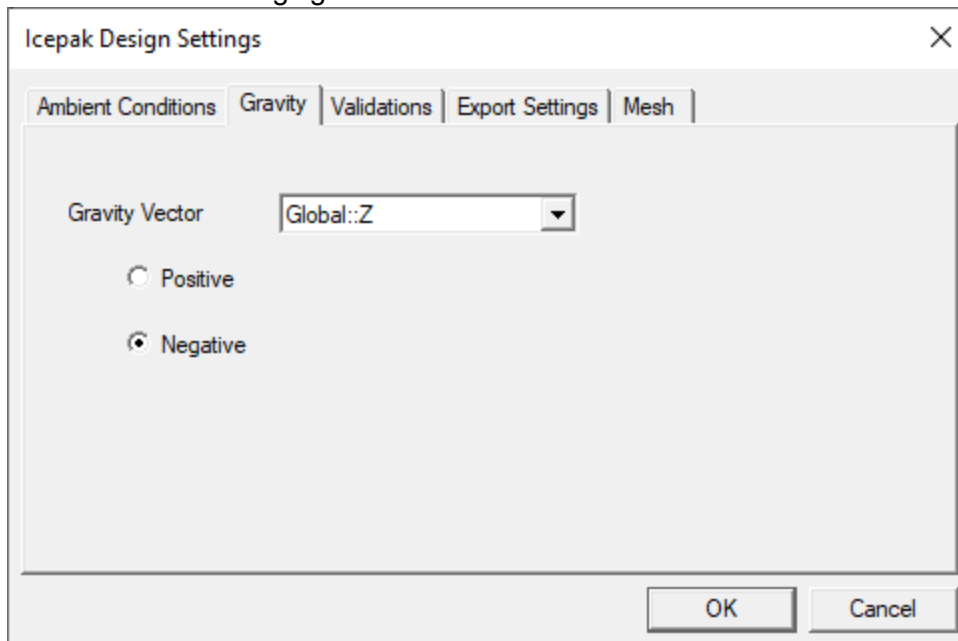 Icepak Design Settings
Ambient Conditions Gravity Validations Export Settings Mesh
Gravity Vector Global::Z
Positive
Negative
OK Cancel